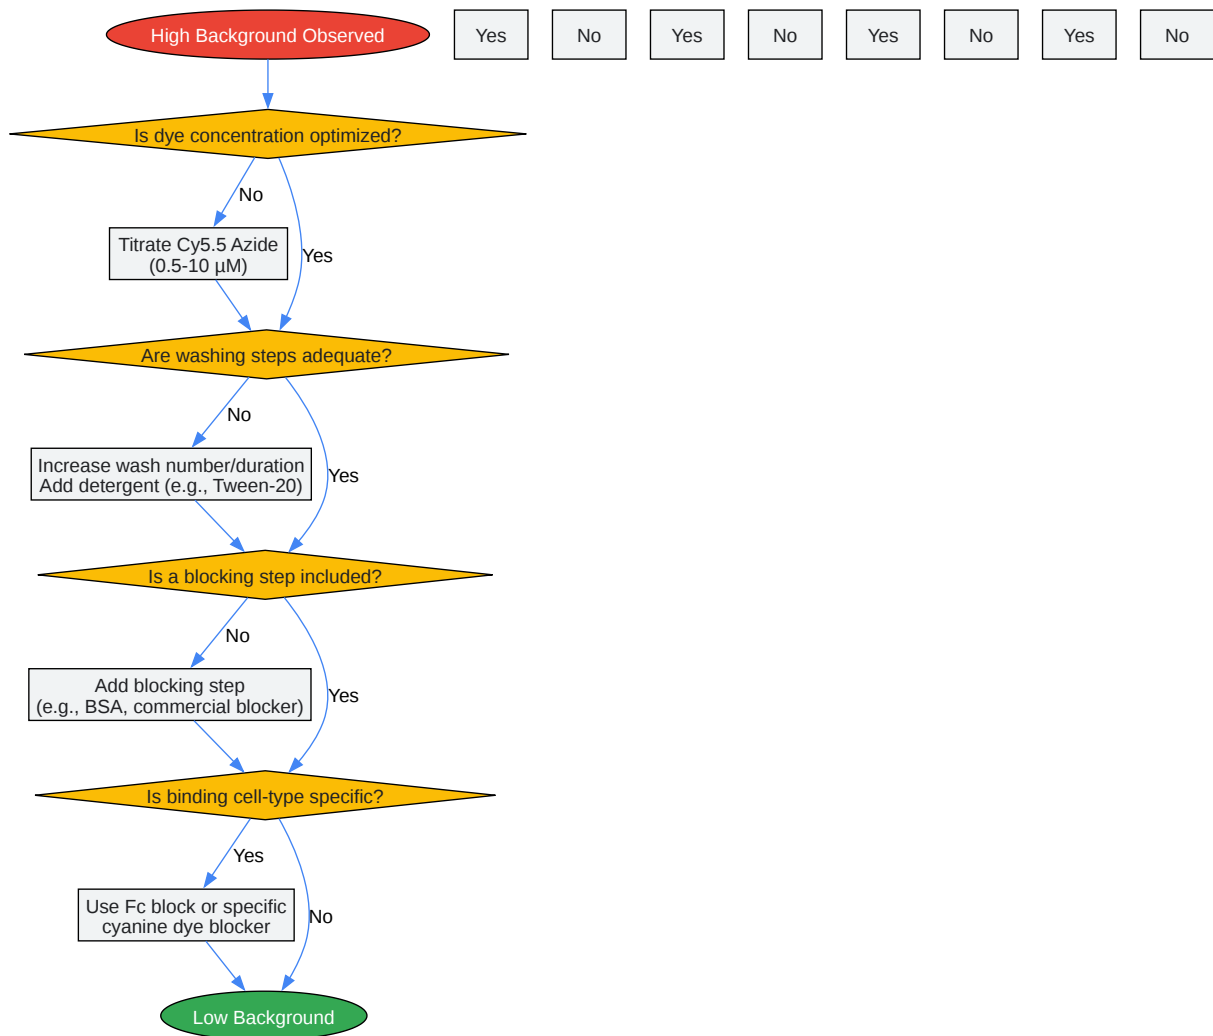 High Background Observed
Yes
No
Yes
No
Yes
No
Yes
No
Is dye concentration optimized?
No
Titrate Cy5.5 Azide
(0.5-10 µM)
Yes
Are washing steps adequate?
No
Increase wash number/duration
Add detergent (e.g., Tween-20)
Yes
Is a blocking step included?
No
Add blocking step
(e.g., BSA, commercial blocker)
Yes
Is binding cell-type specific?
Yes
Use Fc block or specific
cyanine dye blocker
No
Low Background